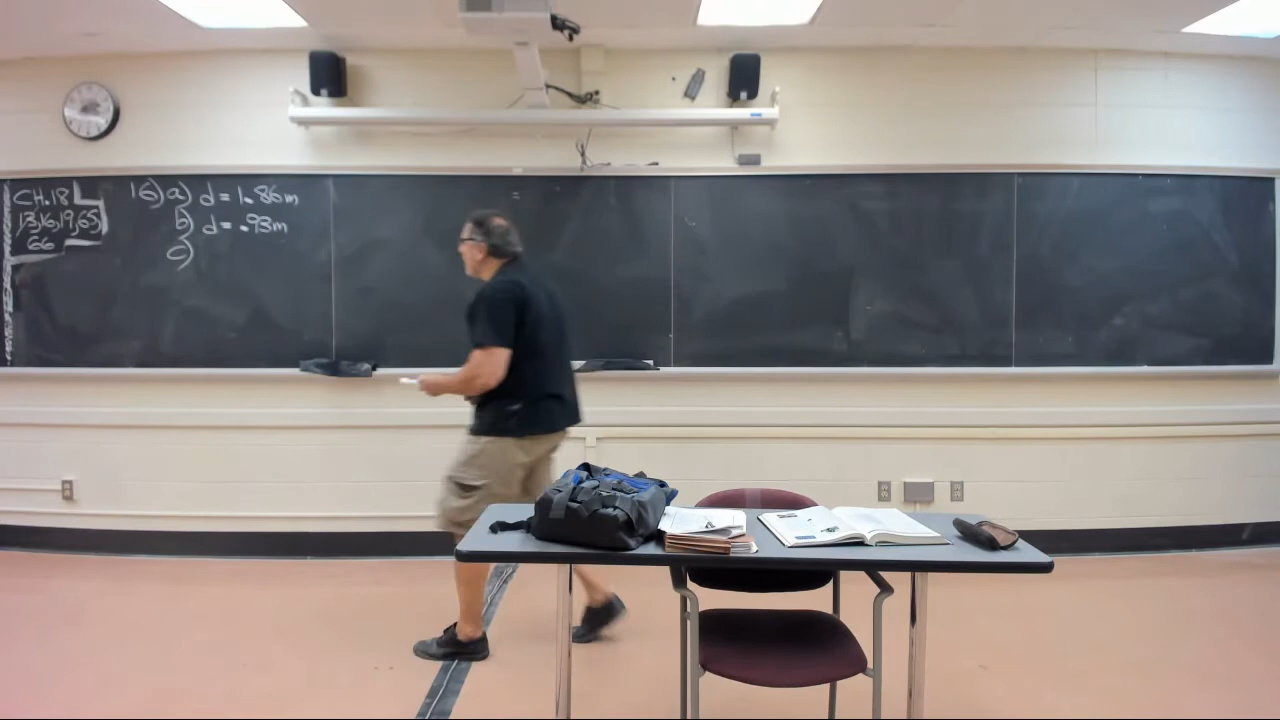 CH.18
13,16,19,65,
66
16) a) d = 1.86m
b) d = .93m
c)